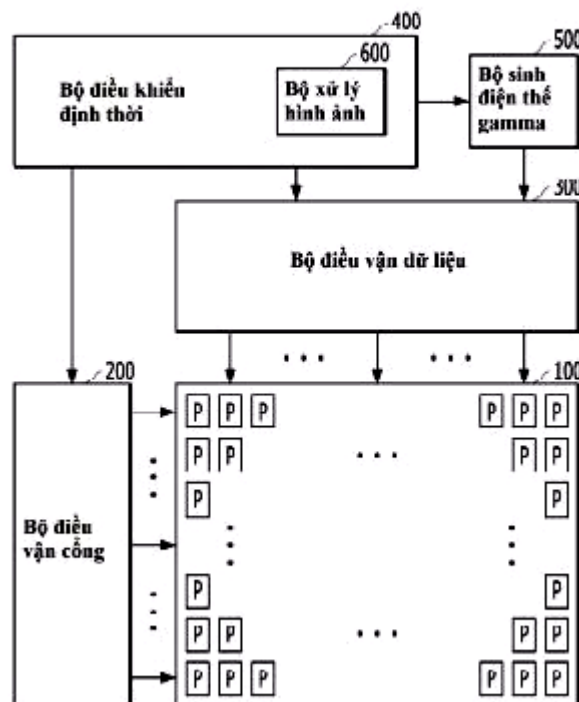 400
600
500
Bộ điều khiển
định thời
Bộ xử lý
hình ảnh
Bộ sinh
điện thế
gamma
300
Bộ điều vận dữ liệu
200
100
P P P P P P
P P P P
P P
Bộ điều
vận cổng
P P
P P P P
P P P P P P